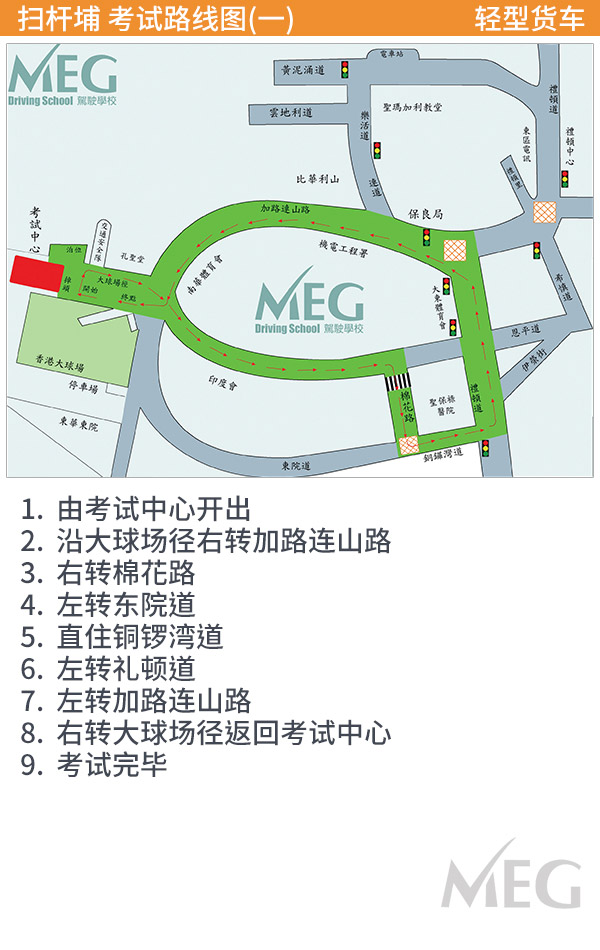 扫杆埔 考试路线图(一) 轻型货车
MEG
Driving School 駕駛學校
電車站
黃泥涌道
雲地利道
樂活道
聖瑪加利教堂
禮頓道
禮頓中心
東區電訊
禮頓里
比華利山
連道
加路連山路
保良局
考試中心
泊位
交通安全隊
孔聖堂
南華體育會
機電工程署
掉頭
大球場徑
開始
終點
MEG
Driving School 駕駛學校
大東體育會
希慎道
恩平道
伊榮街
香港大球場
停車場
印度會
棉花路
聖保祿
醫院
禮頓道
東華東院
東院道
銅鑼灣道
1. 由考试中心开出
2. 沿大球场径右转加路连山路
3. 右转棉花路
4. 左转东院道
5. 直住铜锣湾道
6. 左转礼顿道
7. 左转加路连山路
8. 右转大球场径返回考试中心
9. 考试完毕
MEG